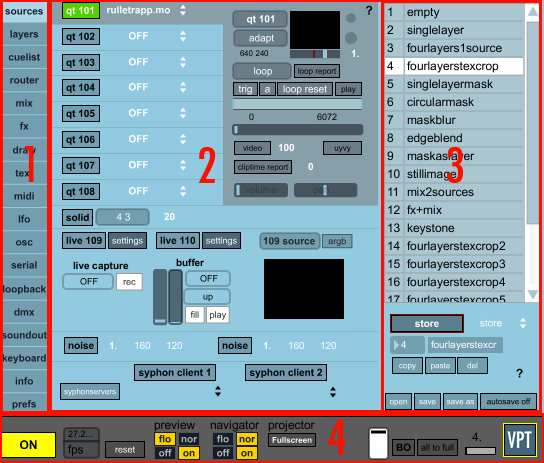 sources
layers
cuelist
router
mix
fx
draw
text
midi
lfo
osc
serial
loopback
dmx
soundout
keyboard
info
prefs
1
qt 101 rulletrapp.mo
qt 102 OFF
qt 103 OFF
qt 104 OFF
qt 105 OFF
qt 106 OFF
qt 107 OFF
qt 108 OFF
2
qt 101 ?
adapt
640 240 1.
loop loop report
trig a loop reset play
0 6072
video 100 uyvy
cliptime report 0
volume pan
solid 4 3 20
live 109 settings live 110 settings 109 source argb
live capture buffer
OFF rec OFF
up
fill play
noise 1. 160 120 noise 1. 160 120
syphon client 1 syphon client 2
syphonservers
1 empty
2 singlelayer
3 fourlayers1source
4 fourlayerstexcrop
5 singlelayermask
6 circularmask
7 maskblur
8 edgeblend
9 maskaslayer
10 stillimage
11 mix2sources
12 fx+mix
13 keystone
14 fourlayerstexcrop2
15 fourlayerstexcrop3
16 fourlayerstexcrop4
17 fourlayerstexcrop5
3
store store
4 fourlayerstexcr
copy paste del ?
open save save as autosave off
ON
27.2...
fps
reset
preview navigator projector
flo nor flo nor Fullscreen
off on off on
4
BO all to full 4. VPT